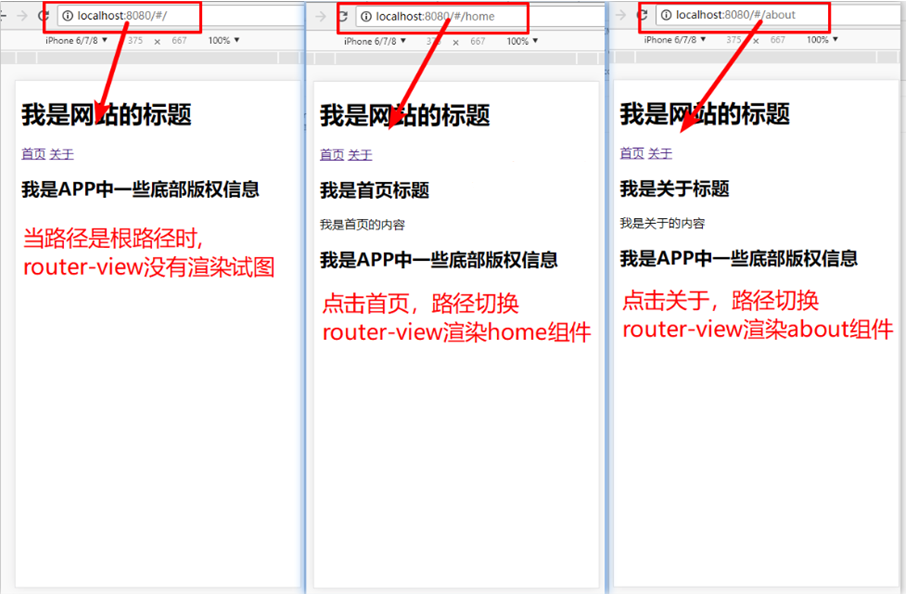 localhost:8080/#/
iPhone 6/7/8 ▼ 375 × 667 100% ▼
我是网站的标题
首页 关于
我是APP中一些底部版权信息
当路径是根路径时,
router-view没有渲染试图
localhost:8080/#/home
iPhone 6/7/8 ▼ 375 × 667 100% ▼
我是网站的标题
首页 关于
我是首页标题
我是首页的内容
我是APP中一些底部版权信息
点击首页，路径切换
router-view渲染home组件
localhost:8080/#/about
iPhone 6/7/8 ▼ 375 × 667 100% ▼
我是网站的标题
首页 关于
我是关于标题
我是关于的内容
我是APP中一些底部版权信息
点击关于，路径切换
router-view渲染about组件